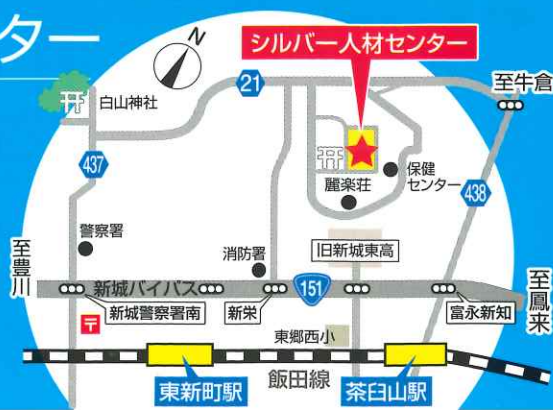 ター
N
シルバー人材センター
21
至牛倉
白山神社
437
保健
センター
麗楽荘
438
警察署
至豊川
消防署
旧新城東高
新城バイパス
151
至鳳来
新城警察署南
新栄
富永新知
〒
東郷西小
東新町駅
飯田線
茶臼山駅